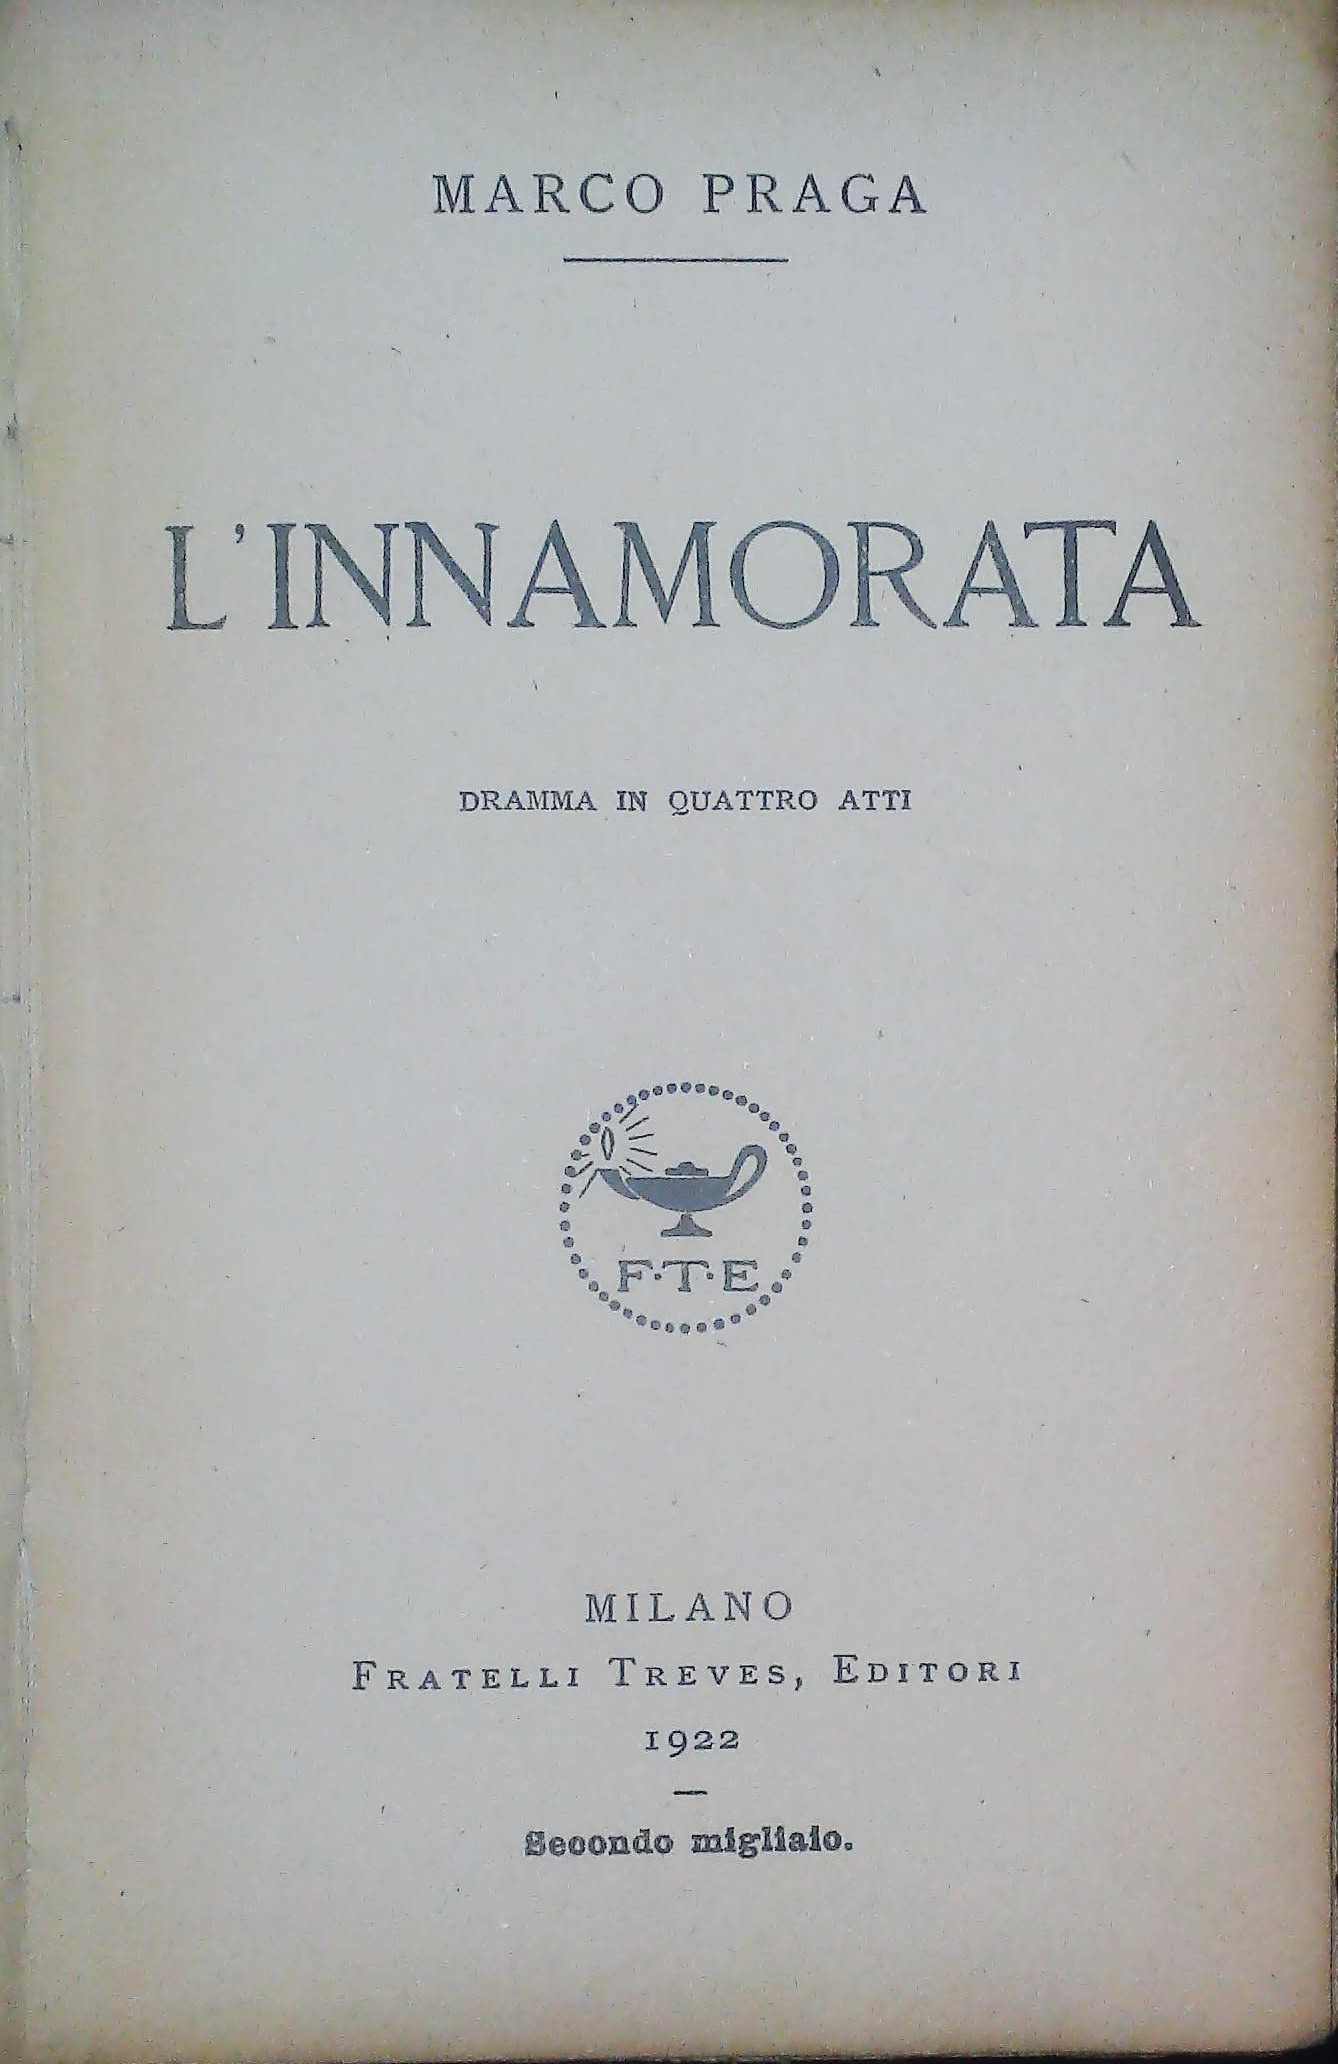 MARCO PRAGA
L'INNAMORATA
DRAMMA IN QUATTRO ATTI
F·T·E
MILANO
FRATELLI TREVES, EDITORI
1922
Secondo migliaio.